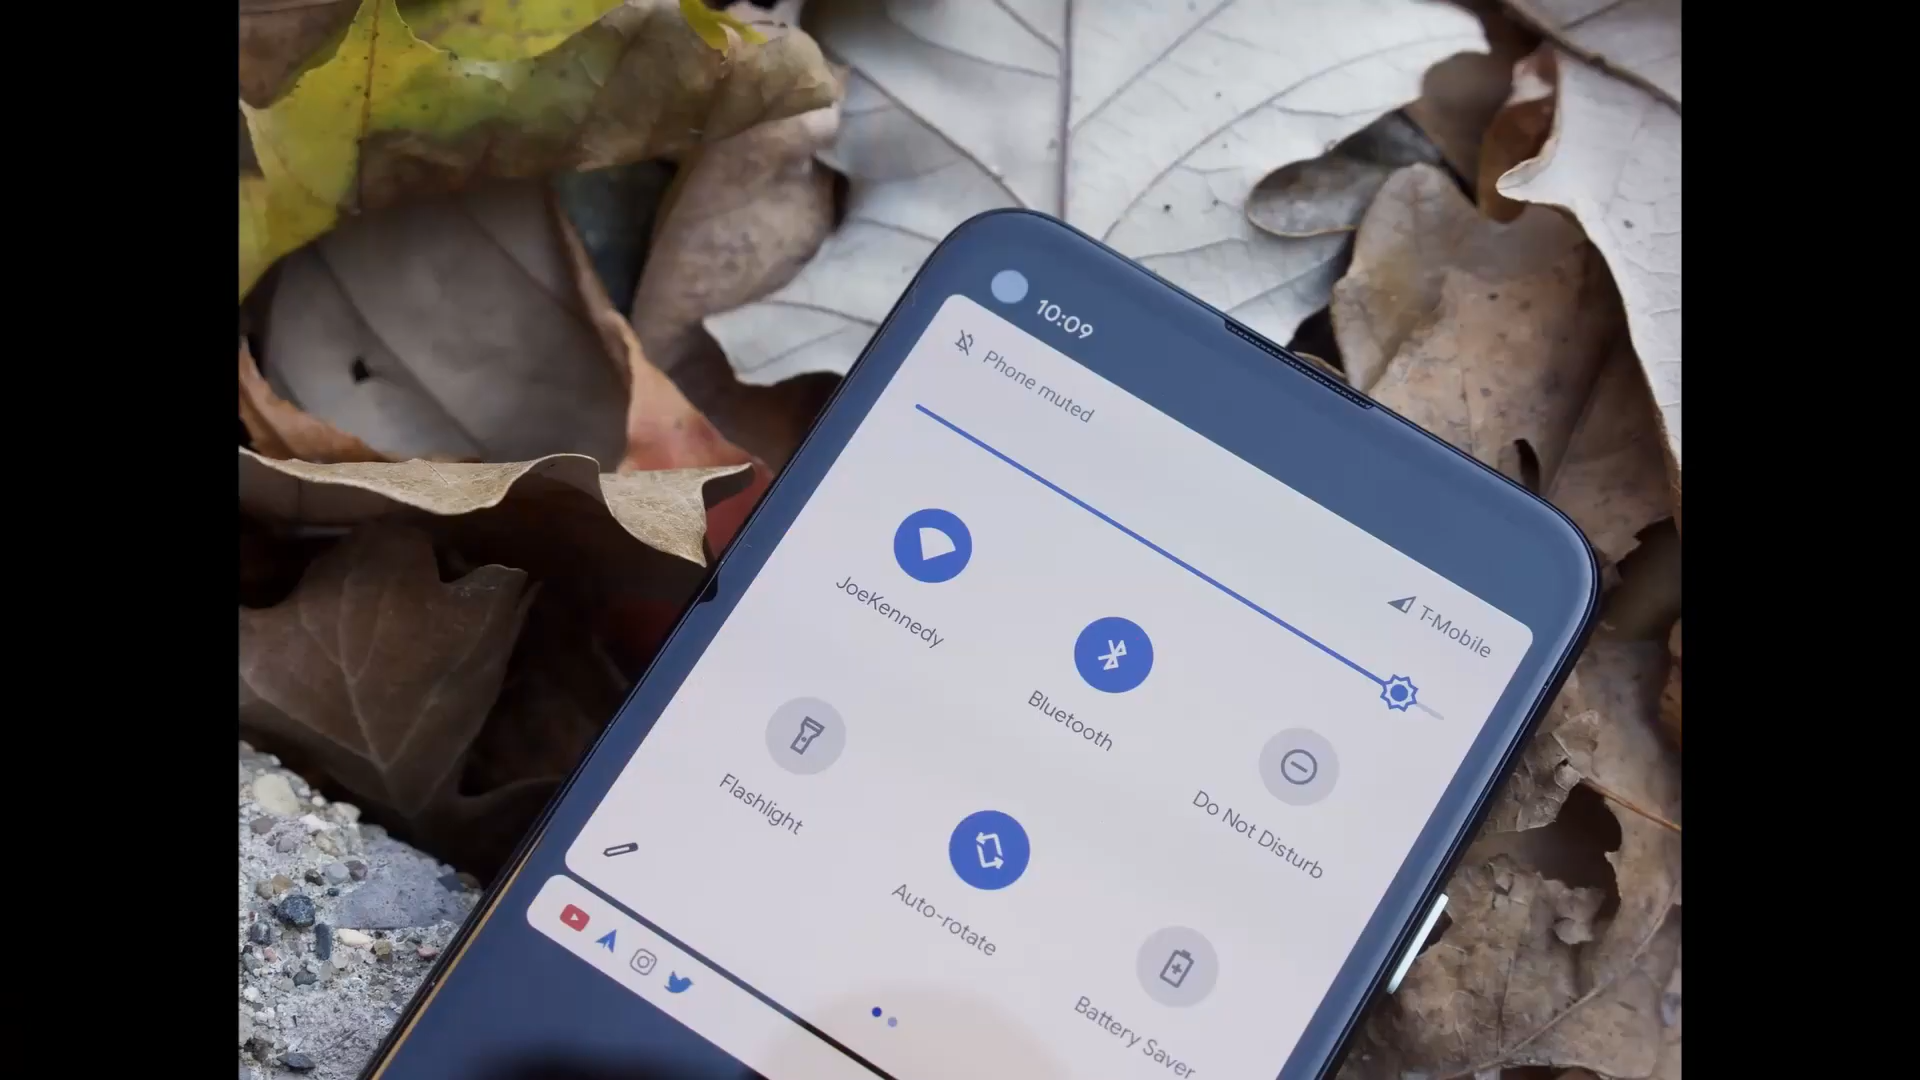 10:09
Phone muted
T-Mobile
JoeKennedy
Bluetooth
Do Not Disturb
Flashlight
Auto-rotate
Battery Saver